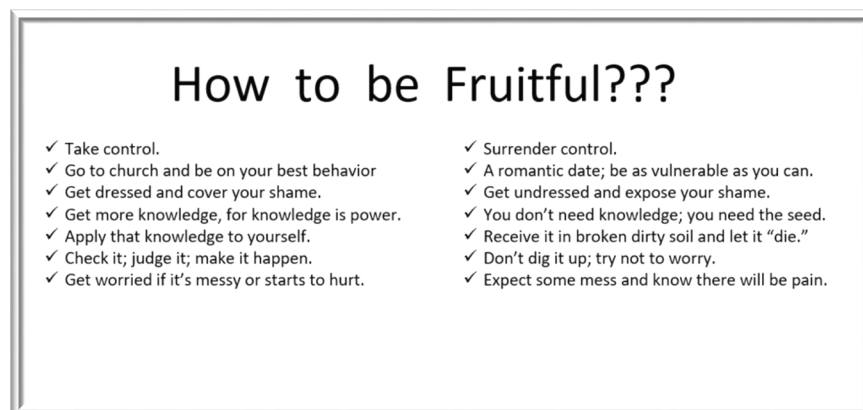 How to be Fruitful???
✓ Take control.
✓ Go to church and be on your best behavior
✓ Get dressed and cover your shame.
✓ Get more knowledge, for knowledge is power.
✓ Apply that knowledge to yourself.
✓ Check it; judge it; make it happen.
✓ Get worried if it's messy or starts to hurt.
✓ Surrender control.
✓ A romantic date; be as vulnerable as you can.
✓ Get undressed and expose your shame.
✓ You don't need knowledge; you need the seed.
✓ Receive it in broken dirty soil and let it “die.”
✓ Don't dig it up; try not to worry.
✓ Expect some mess and know there will be pain.